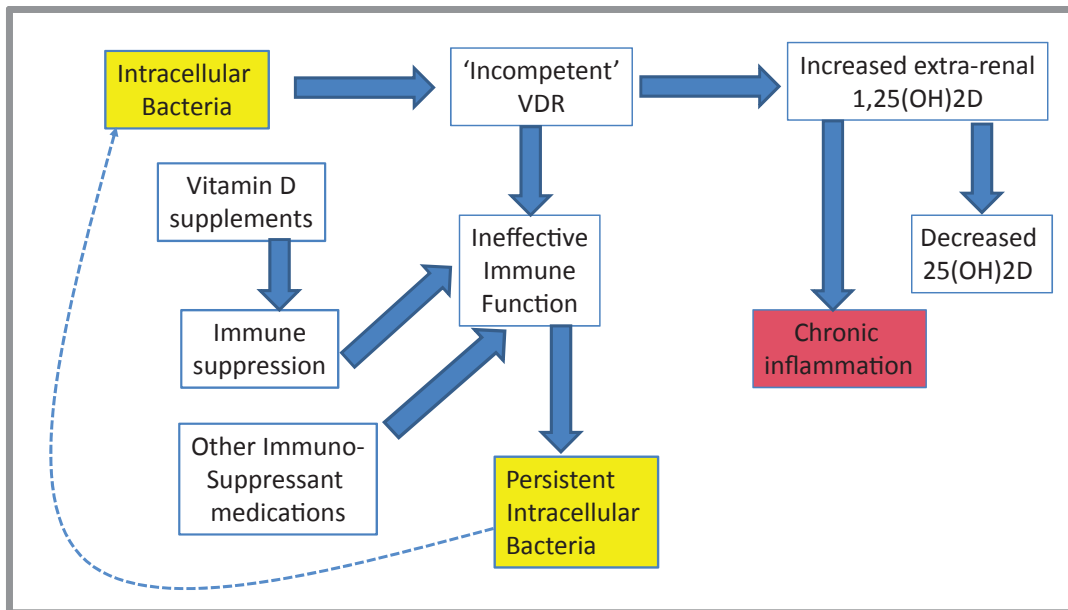 Intracellular
Bacteria
‘Incompetent’
VDR
Increased extra-renal
1,25(OH)2D
Vitamin D
supplements
Ineffective
Immune
Function
Decreased
25(OH)2D
Immune
suppression
Chronic
inflammation
Other Immuno-
Suppressant
medications
Persistent
Intracellular
Bacteria